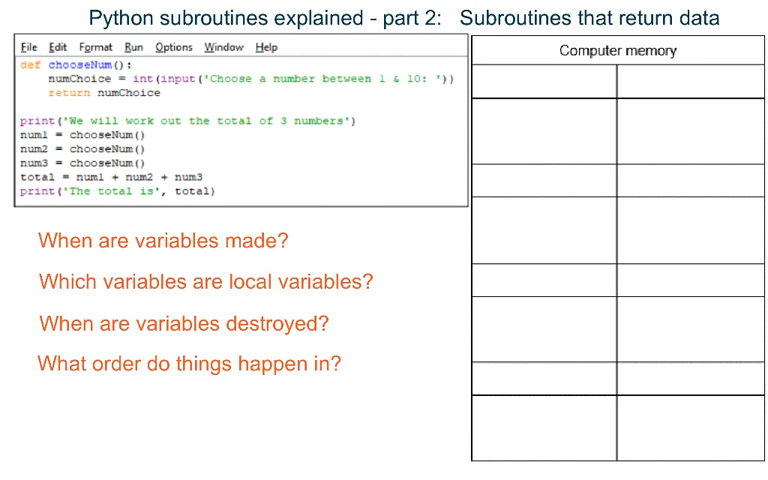 Python subroutines explained - part 2: Subroutines that return data
File Edit Format Run Options Window Help
def chooseNum():
numChoice = int(input('Choose a number between 1 & 10: '))
return numChoice
print('We will work out the total of 3 numbers')
num1 = chooseNum()
num2 = chooseNum()
num3 = chooseNum()
total = num1 + num2 + num3
print('The total is', total)
When are variables made?
Which variables are local variables?
When are variables destroyed?
What order do things happen in?
Computer memory